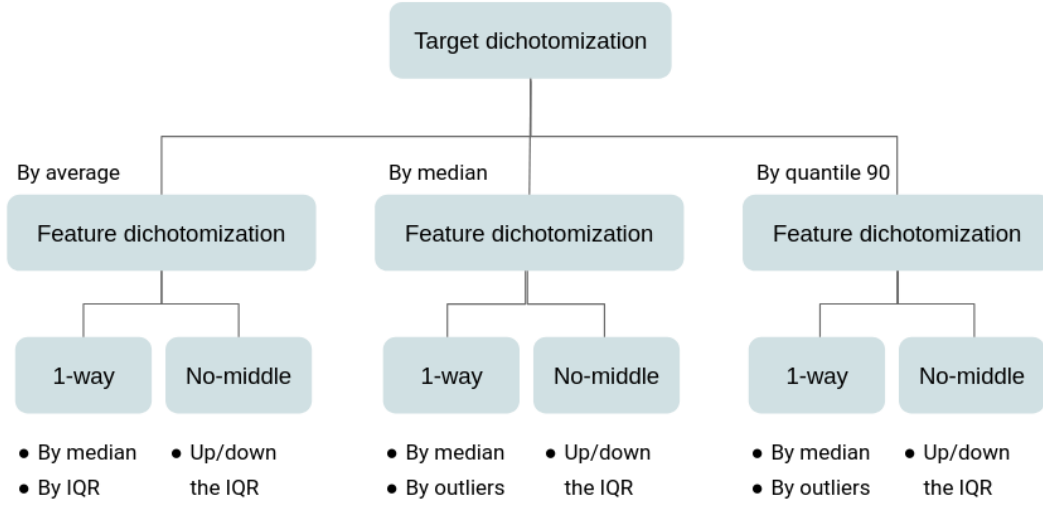 Target dichotomization
By average
By median
By quantile 90
Feature dichotomization
Feature dichotomization
Feature dichotomization
1-way
No-middle
1-way
No-middle
1-way
No-middle
● By median
● By IQR
● Up/down
the IQR
● By median
● By outliers
● Up/down
the IQR
● By median
● By outliers
● Up/down
the IQR